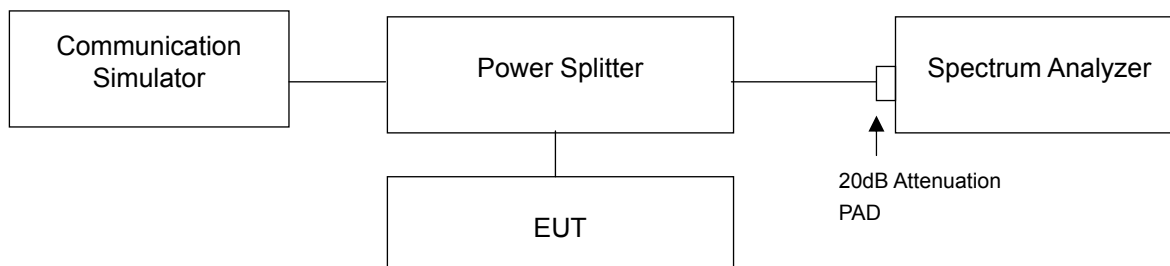 Communication
Simulator
Power Splitter
Spectrum Analyzer
20dB Attenuation
PAD
EUT